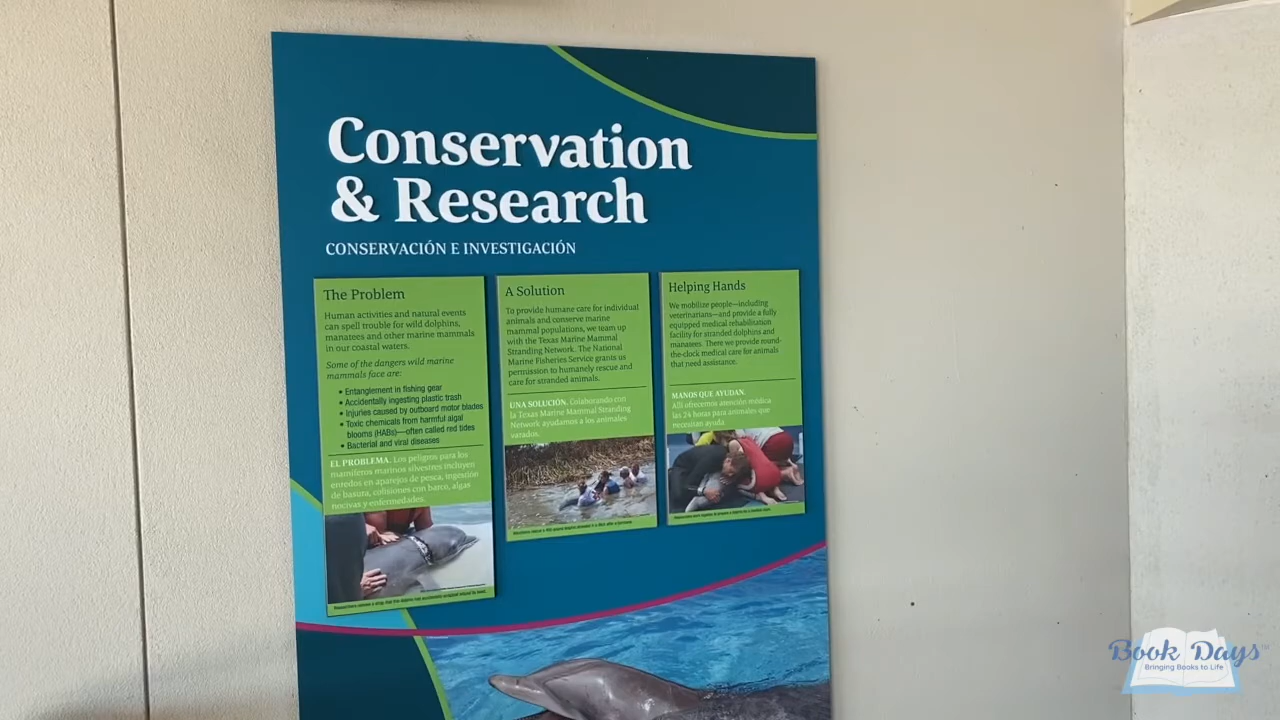 Conservation
& Research
CONSERVACIÓN E INVESTIGACIÓN
The Problem
Human activities and natural events
can spell trouble for wild dolphins,
manatees and other marine mammals
in our coastal waters.
Some of the dangers wild marine
mammals face are:
• Entanglement in fishing gear
• Accidentally ingesting plastic trash
• Injuries caused by outboard motor blades
• Toxic chemicals from harmful algal
blooms (HABs)—often called red tides
• Bacterial and viral diseases
EL PROBLEMA. Los peligros para los
mamíferos marinos silvestres incluyen
enredos en aparejos de pesca, ingestión
de basura, colisiones con barco, algas
nocivas y enfermedades.
A Solution
To provide humane care for individual
animals and conserve marine
mammal populations, we team up
with the Texas Marine Mammal
Stranding Network. The National
Marine Fisheries Service grants us
permission to humanely rescue and
care for stranded animals.
UNA SOLUCIÓN. Colaborando con
la Texas Marine Mammal Stranding
Network ayudamos a los animales
varados.
Helping Hands
We mobilize people—including
veterinarians—and provide a fully
equipped medical rehabilitation
facility for stranded dolphins and
manatees. There we provide round-
the-clock medical care for animals
that need assistance.
MANOS QUE AYUDAN.
Allí ofrecemos atención médica
las 24 horas para animales que
necesitan ayuda.
Book Days
Bringing Books to Life